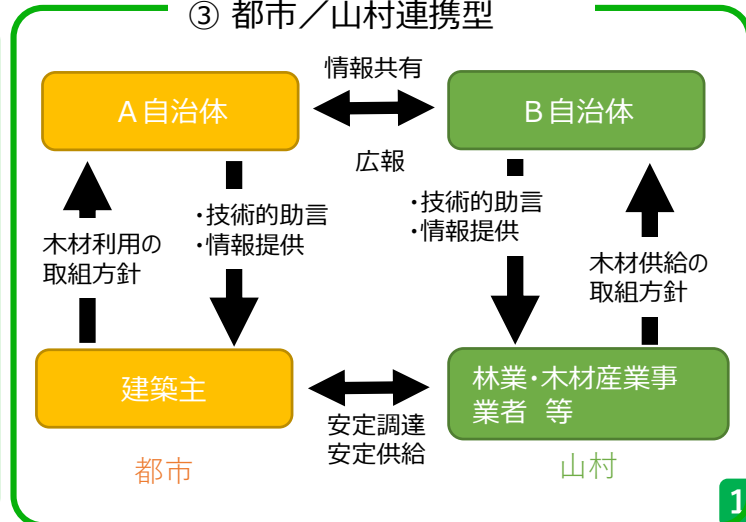 ③ 都市／山村連携型
情報共有
A自治体
B自治体
広報
・技術的助言
・情報提供
・技術的助言
・情報提供
木材利用の
取組方針
木材供給の
取組方針
建築主
林業・木材産業事
業者 等
安定調達
安定供給
都市
山村
1